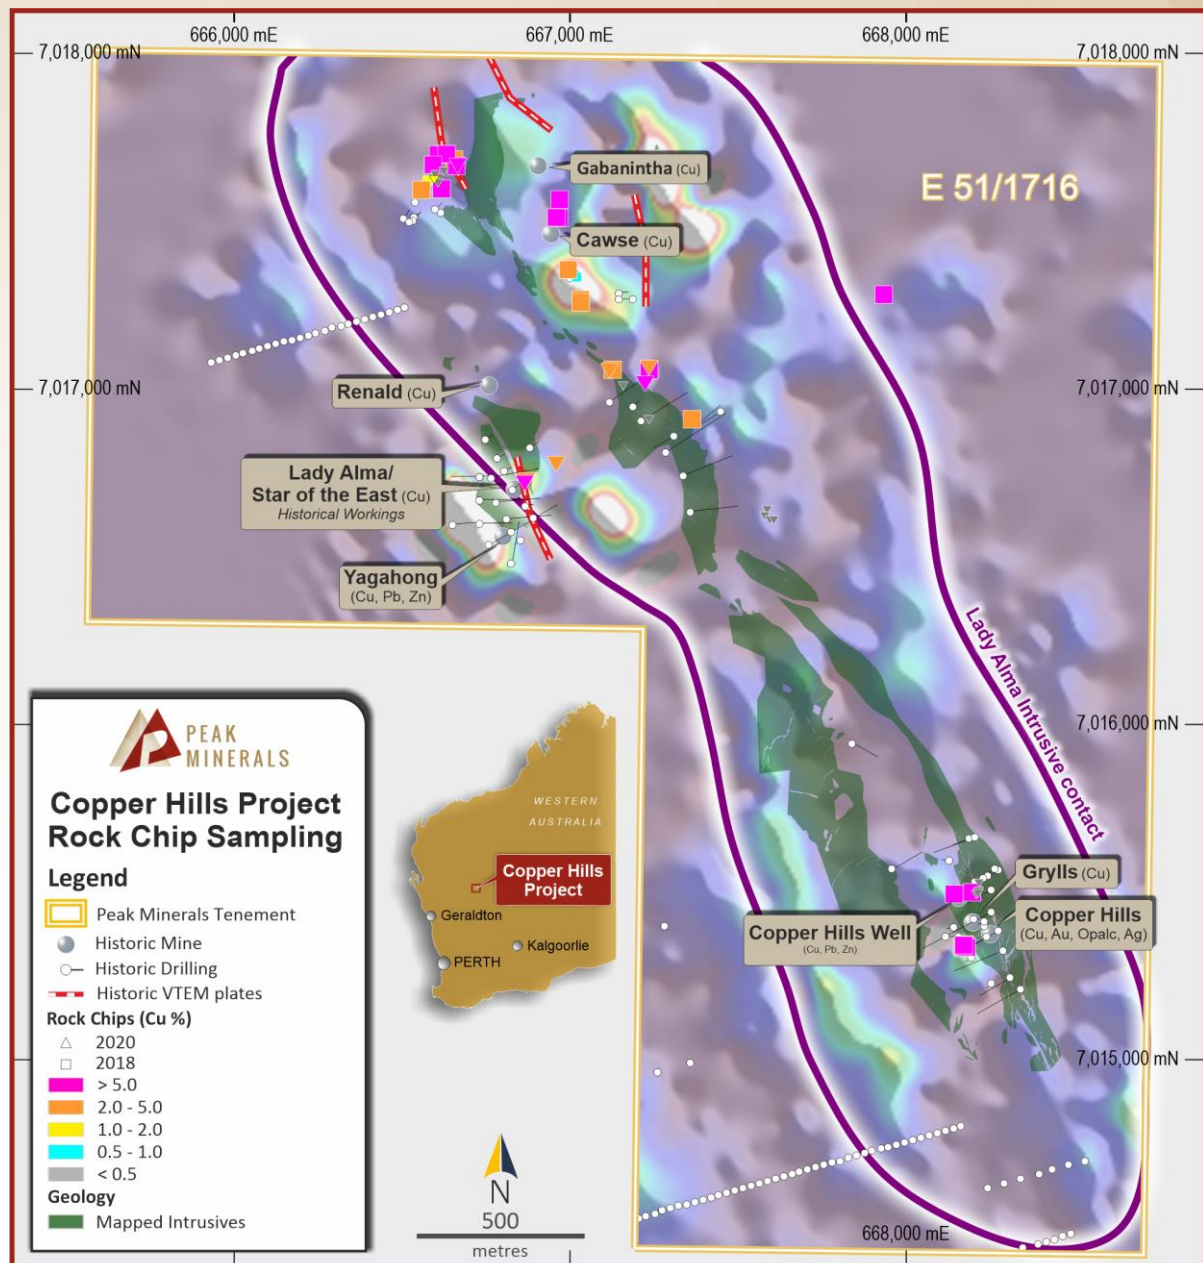 666,000 mE
667,000 mE
668,000 mE
7,018,000 mN
7,018,000 mN
E 51/1716
Gabanintha (Cu)
Cawse (Cu)
7,017,000 mN
7,017,000 mN
Renald (Cu)
Lady Alma/
Star of the East (Cu)
Historical Workings
Yagahong
(Cu, Pb, Zn)
Lady Alma Intrusive contact
7,016,000 mN
PEAK
MINERALS
Copper Hills Project
Rock Chip Sampling
Legend
Peak Minerals Tenement
Historic Mine
Historic Drilling
Historic VTEM plates
Rock Chips (Cu %)
2020
2018
> 5.0
2.0 - 5.0
1.0 - 2.0
0.5 - 1.0
< 0.5
Geology
Mapped Intrusives
WESTERN
AUSTRALIA
Copper Hills
Project
Geraldton
Kalgoorlie
PERTH
N
500
metres
Grylls (Cu)
Copper Hills Well
(Cu, Pb, Zn)
Copper Hills
(Cu, Au, Opalc, Ag)
7,015,000 mN
668,000 mE